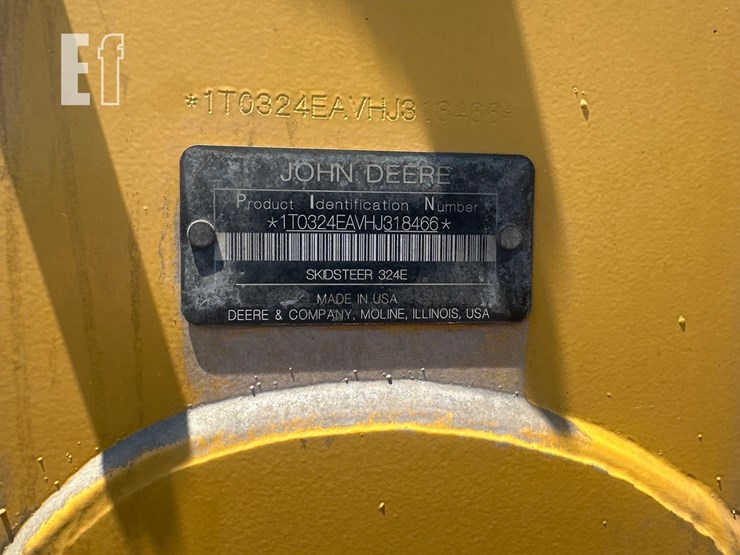 Ef
*1T0324EAVHJ318466*
JOHN DEERE
Product Identification Number
*1T0324EAVHJ318466*
SKIDSTEER 324E
MADE IN USA
DEERE & COMPANY, MOLINE, ILLINOIS, USA